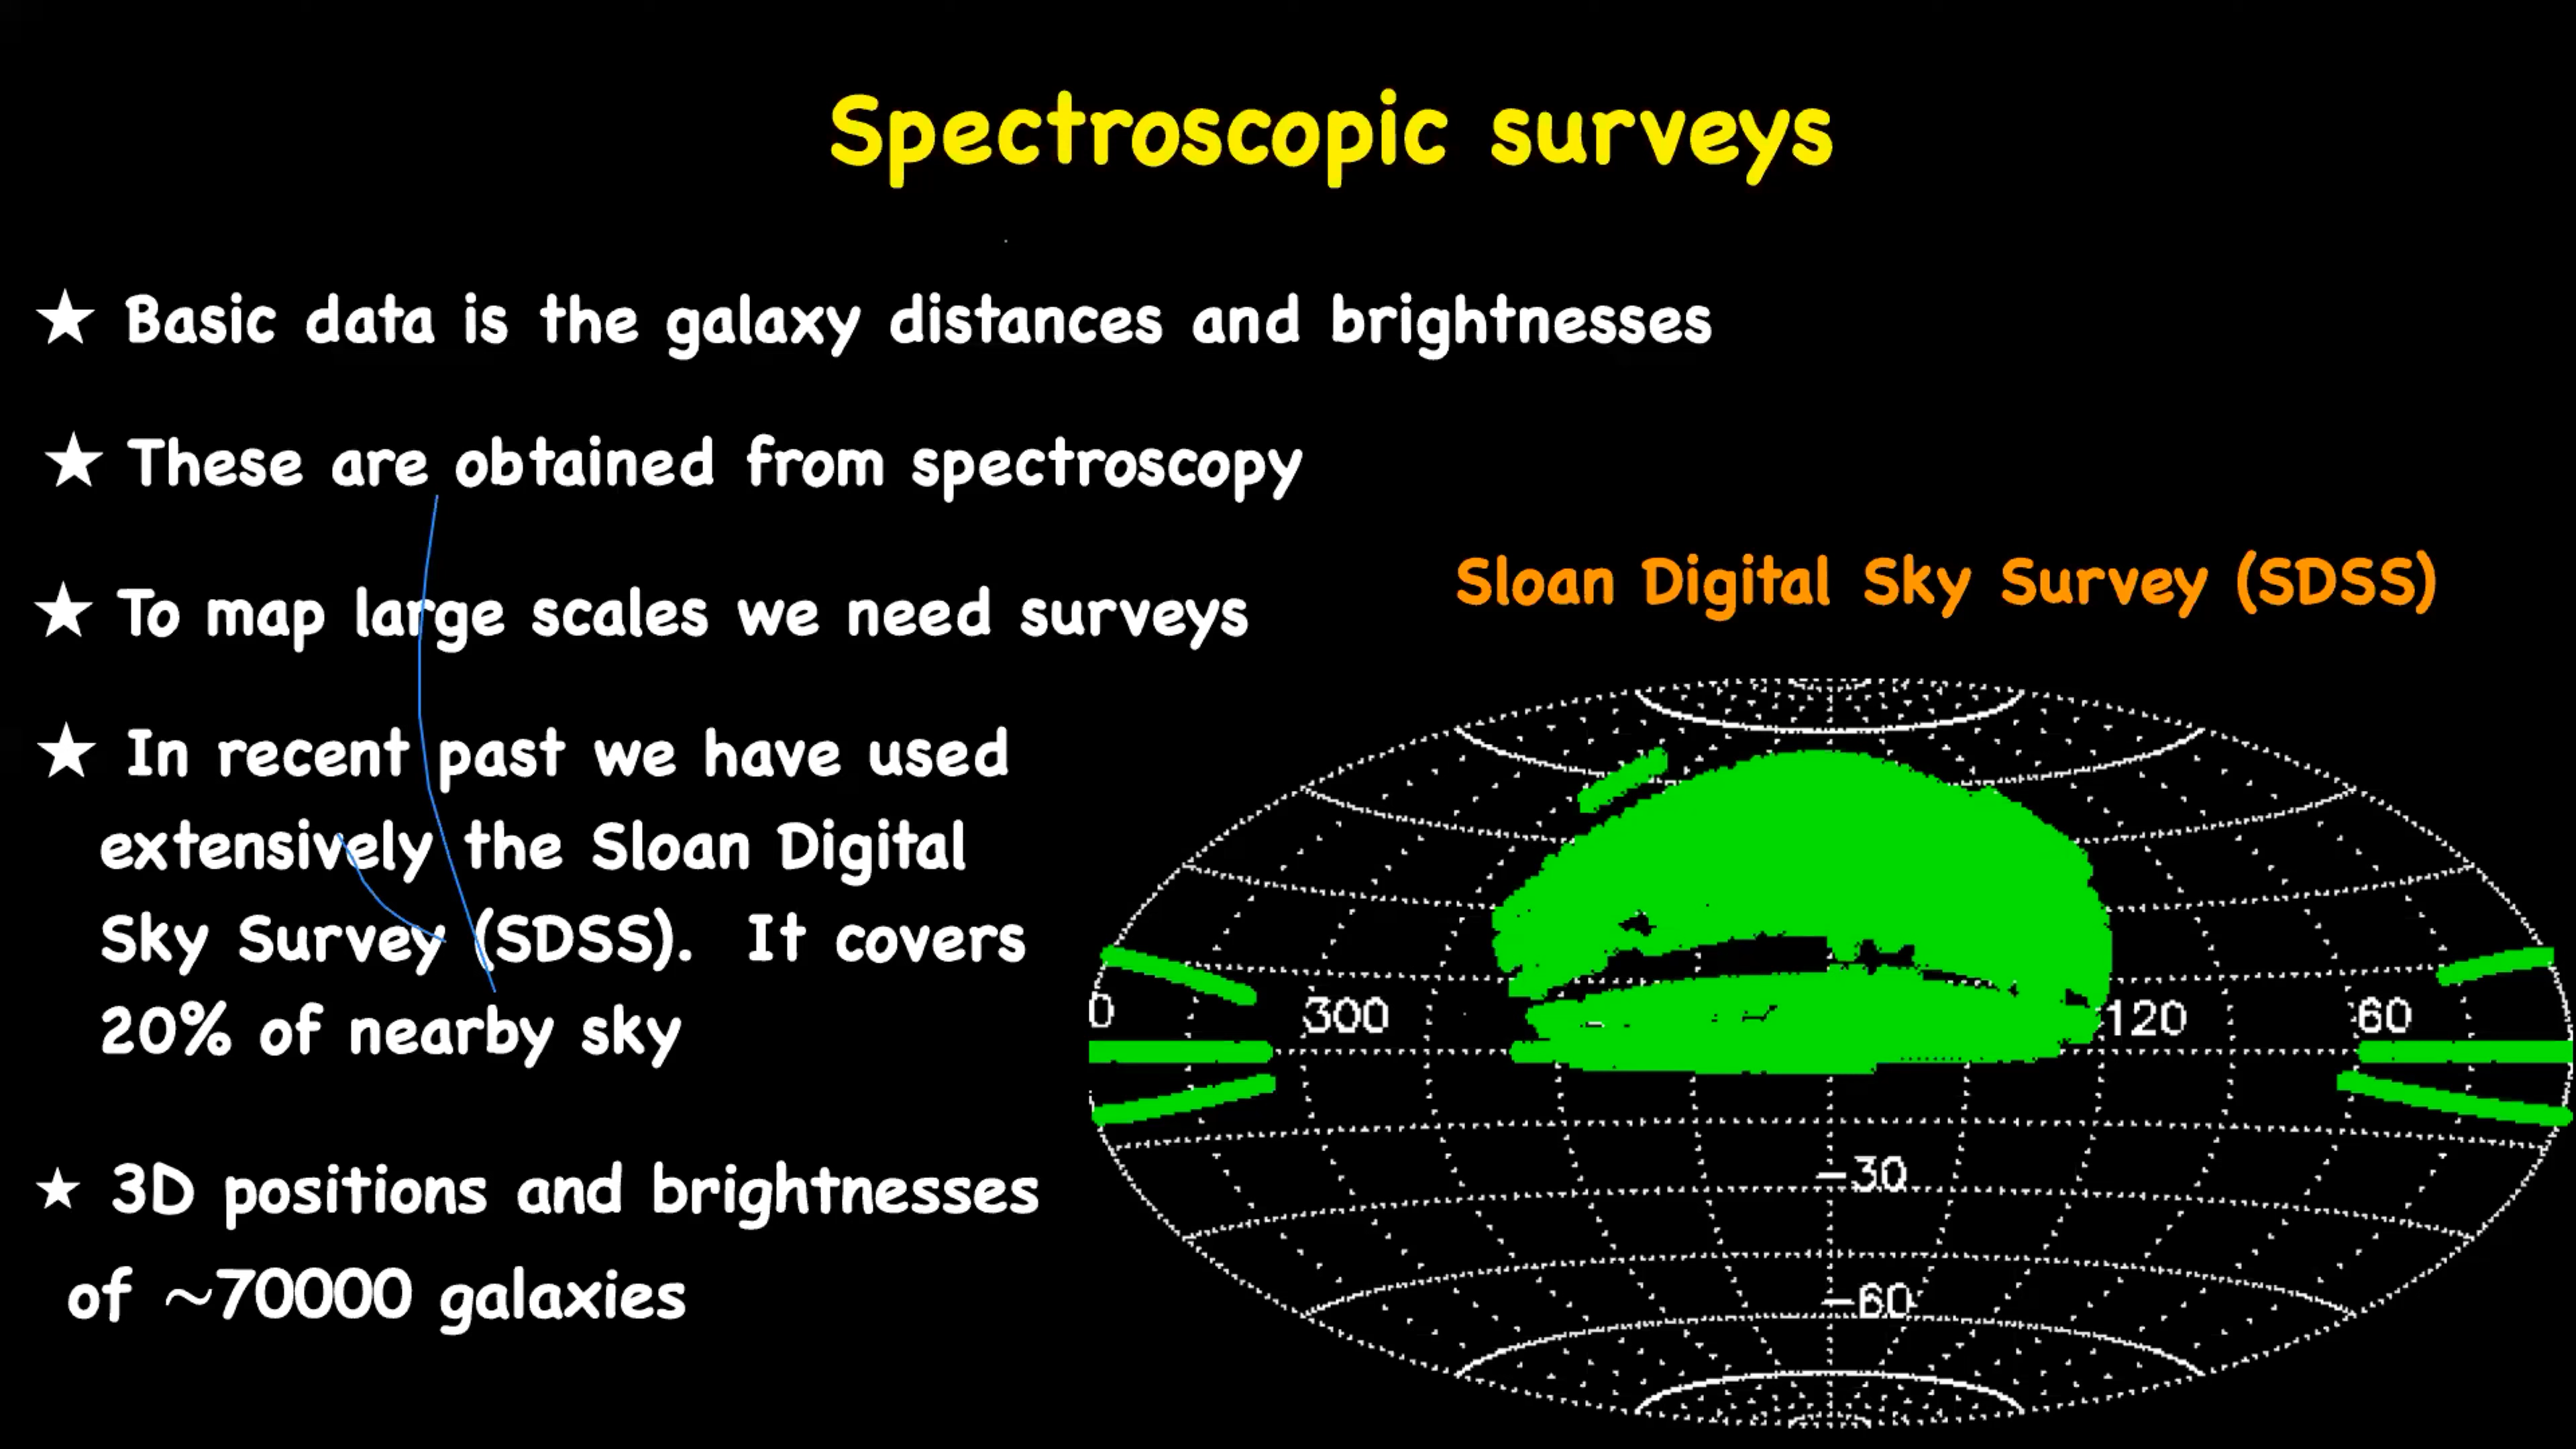 Spectroscopic surveys
★ Basic data is the galaxy distances and brightnesses
★ These are obtained from spectroscopy
★ To map large scales we need surveys
★ In recent past we have used
extensively the Sloan Digital
Sky Survey (SDSS). It covers
20% of nearby sky
★ 3D positions and brightnesses
of ~70000 galaxies
Sloan Digital Sky Survey (SDSS)
0 300 120 60
-30
-60